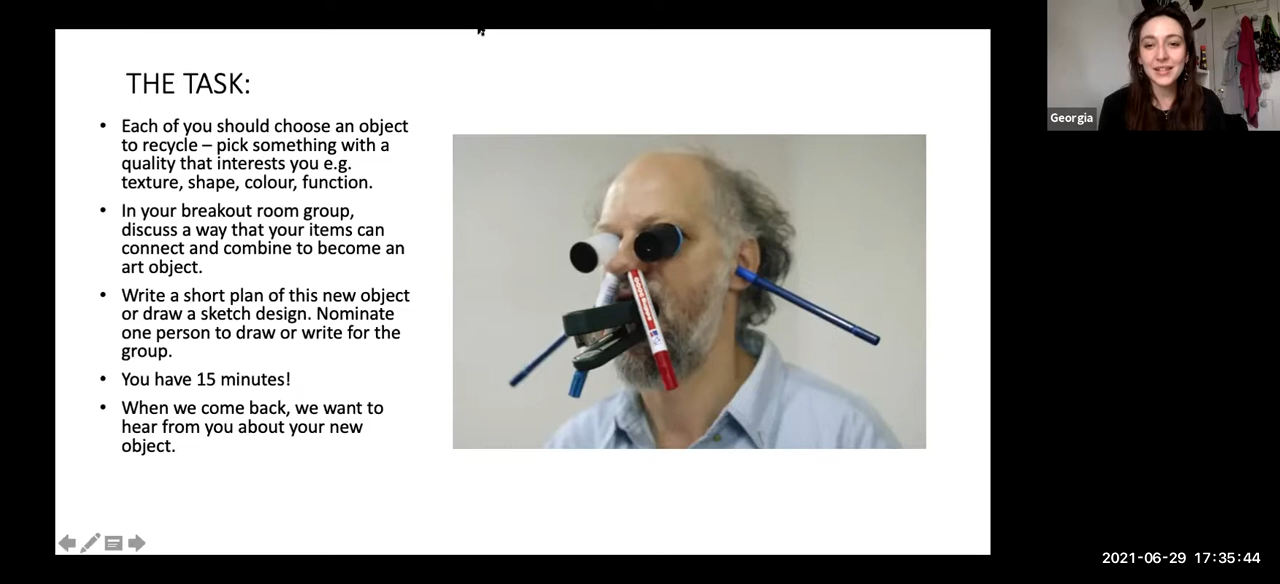 THE TASK:
• Each of you should choose an object
to recycle – pick something with a
quality that interests you e.g.
texture, shape, colour, function.
• In your breakout room group,
discuss a way that your items can
connect and combine to become an
art object.
• Write a short plan of this new object
or draw a sketch design. Nominate
one person to draw or write for the
group.
• You have 15 minutes!
• When we come back, we want to
hear from you about your new
object.
Georgia
2021-06-29 17:35:44